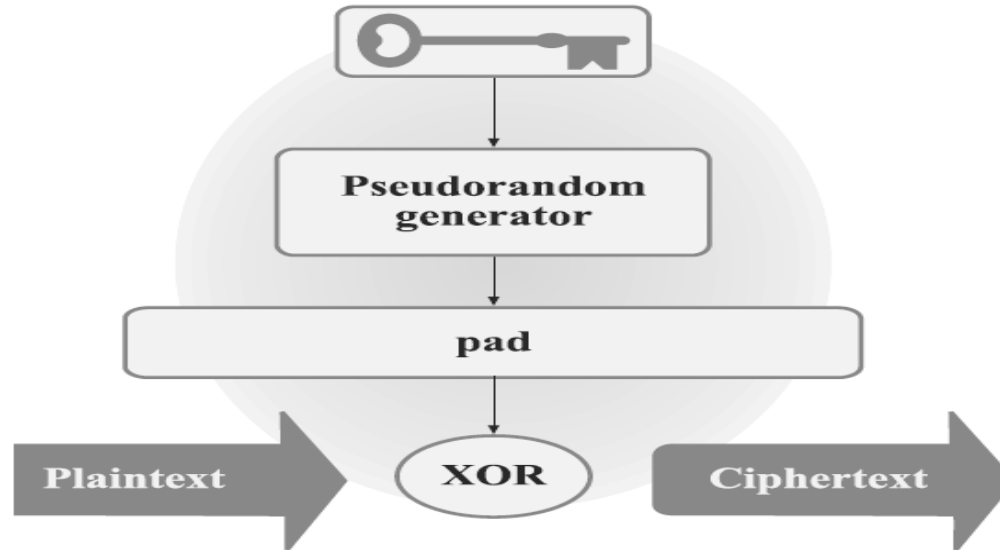 Pseudorandom
generator
pad
Plaintext
XOR
Ciphertext